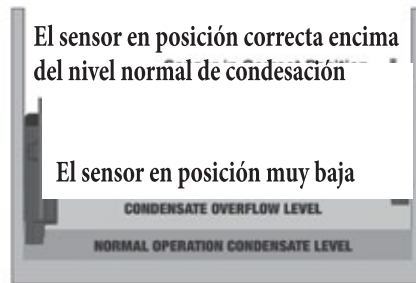 El sensor en posición correcta encima
del nivel normal de condesación
El sensor en posición muy baja
CONDENSATE OVERFLOW LEVEL
NORMAL OPERATION CONDENSATE LEVEL